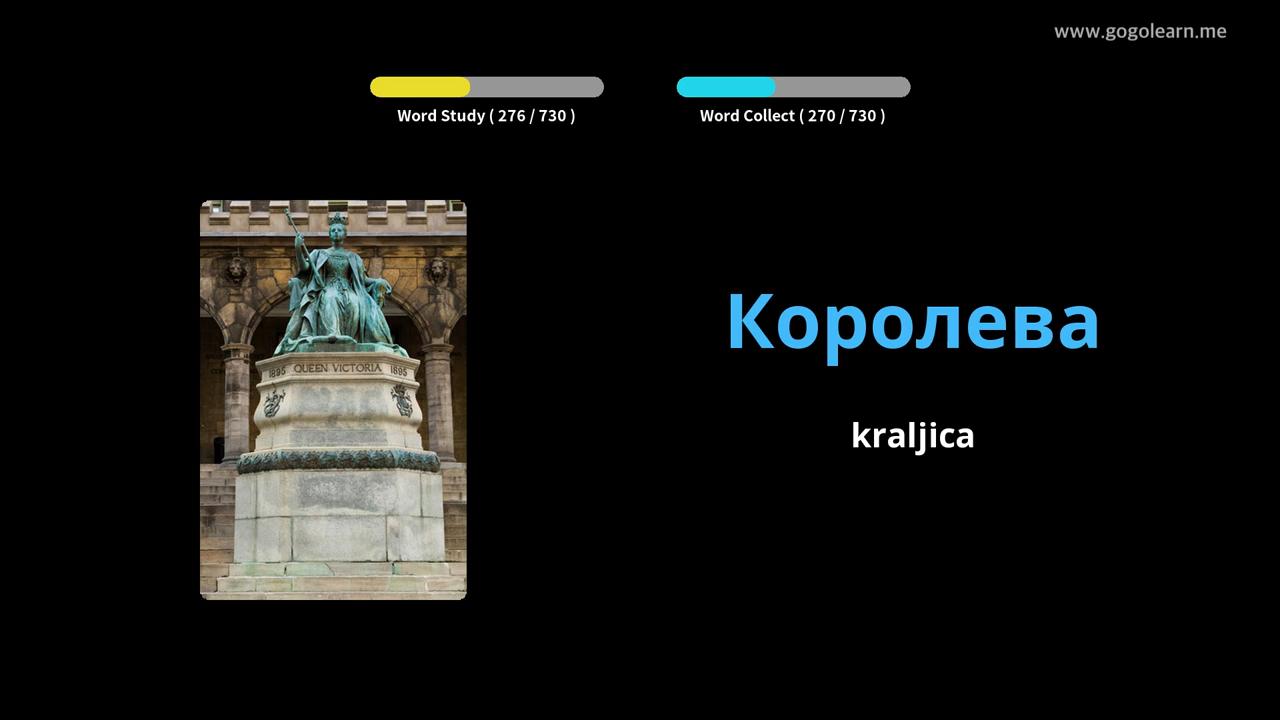 www.gogolearn.me
Word Study ( 276 / 730 )
Word Collect ( 270 / 730 )
1895 QUEEN VICTORIA 1895
Королева
kraljica